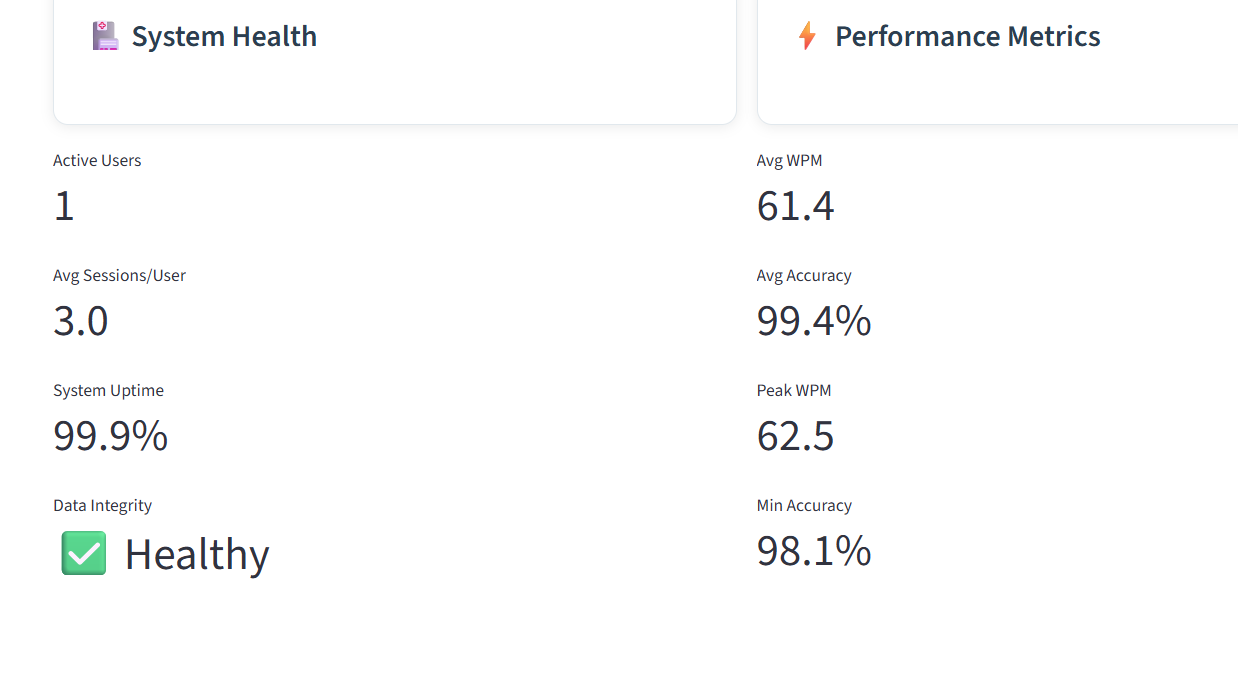 System Health
Performance Metrics
Active Users
1
Avg Sessions/User
3.0
System Uptime
99.9%
Data Integrity
Healthy
Avg WPM
61.4
Avg Accuracy
99.4%
Peak WPM
62.5
Min Accuracy
98.1%